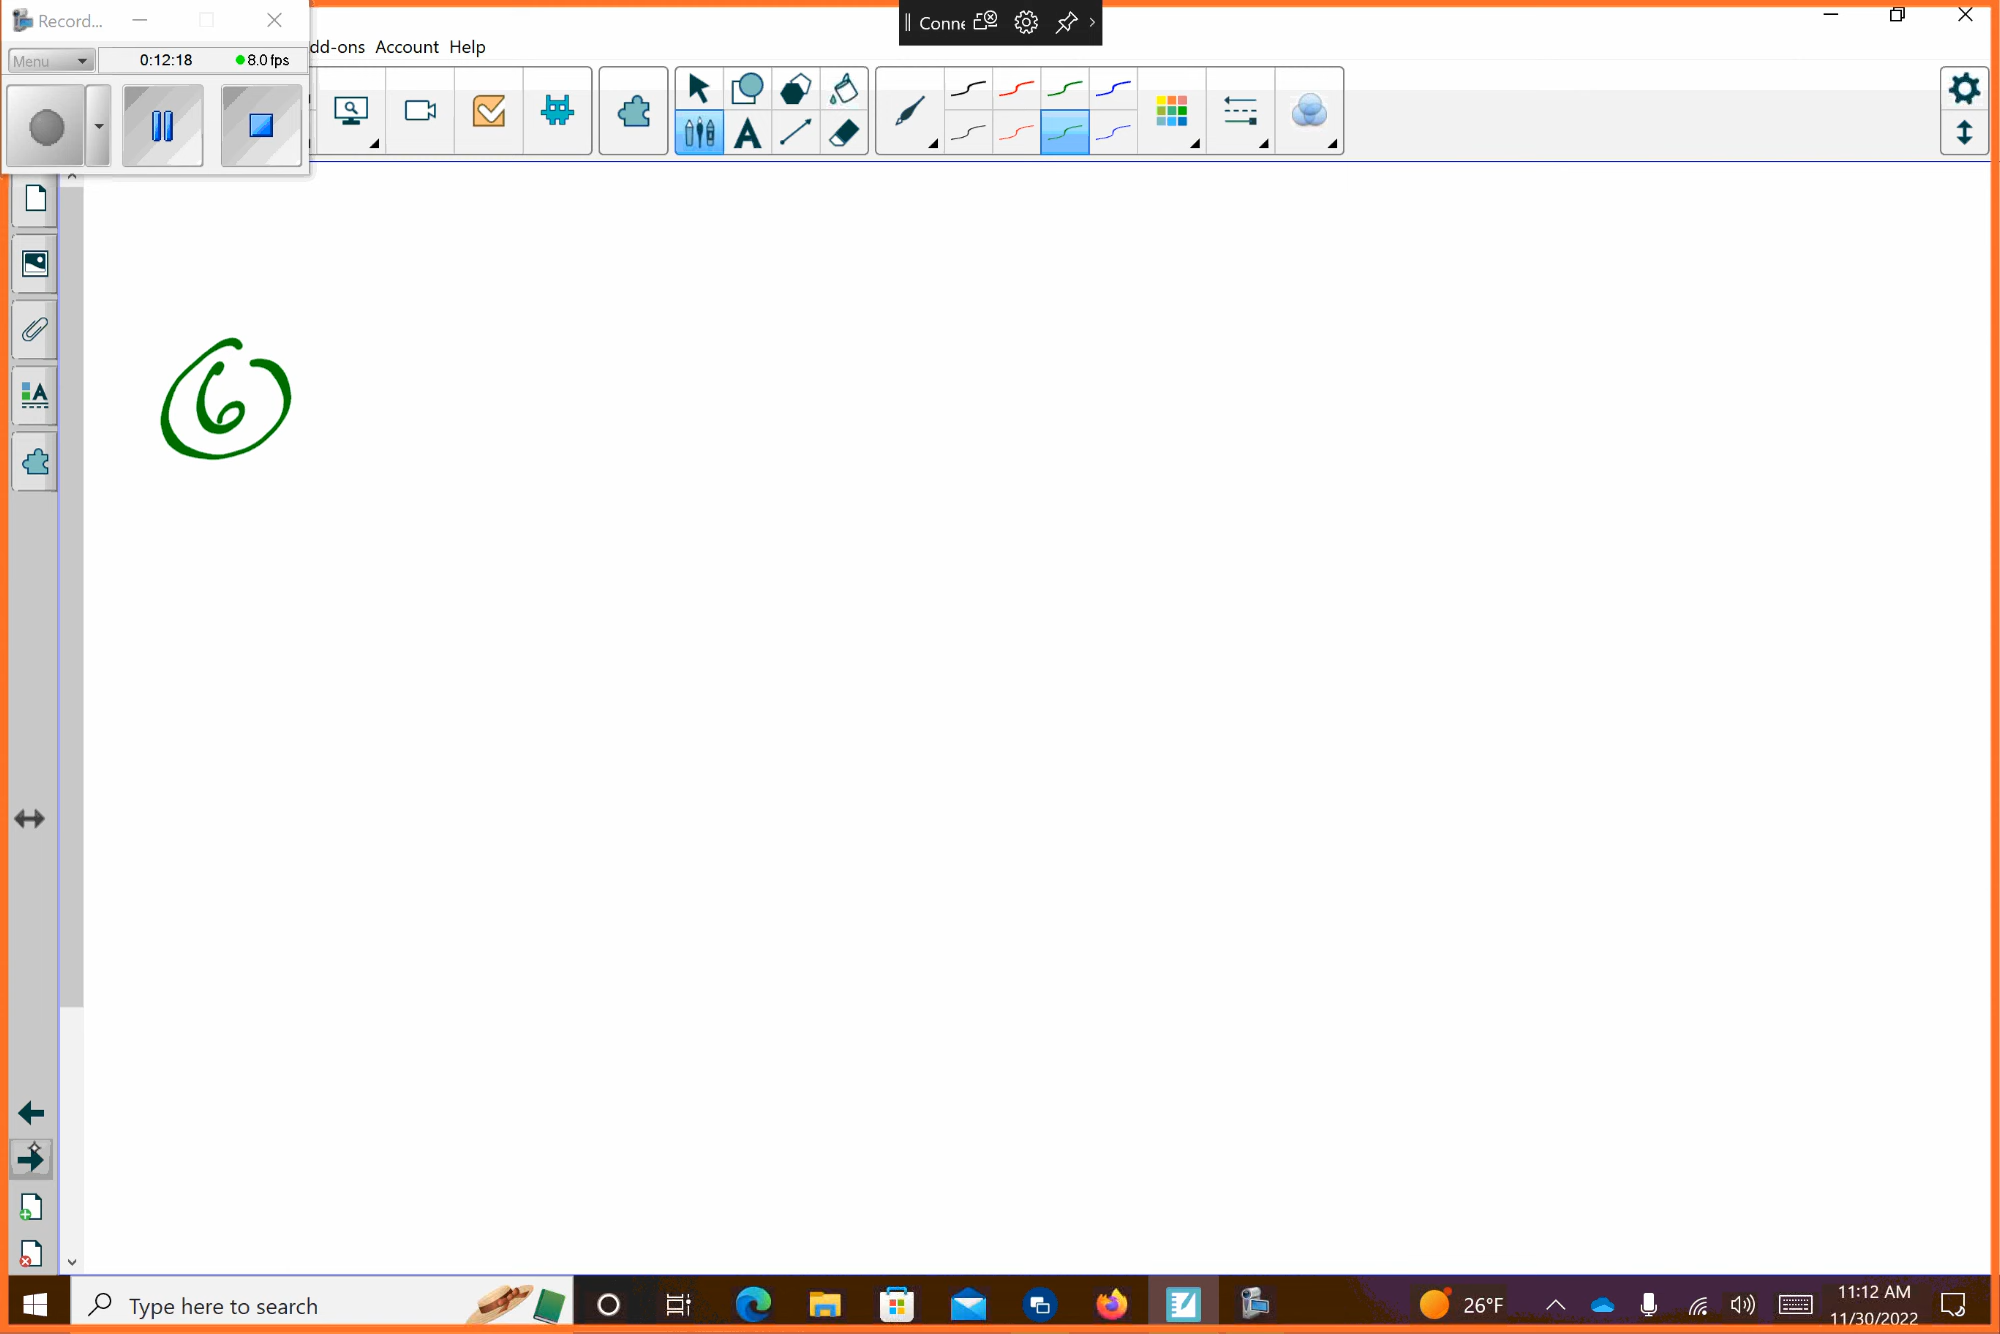 Record...
Conne
Menu
0:12:18
8.0 fps
dd-ons Account Help
6
Type here to search
26°F
11:12 AM
11/30/2022